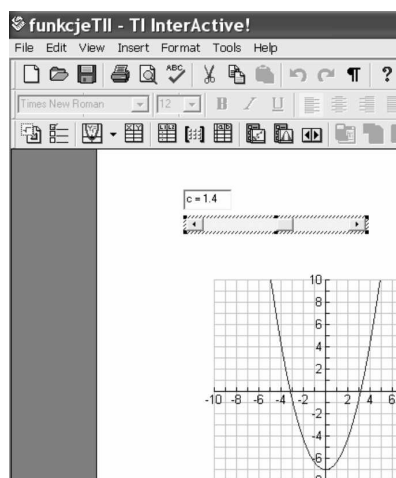 funkcjeTII - TI InterActive!
File Edit View Insert Format Tools Help
ABC ¶ ?
Times New Roman 12 B I U
c = 1.4
10
8
6
4
2
-10 -8 -6 -4 -2 2 4 6
-2
-4
-6